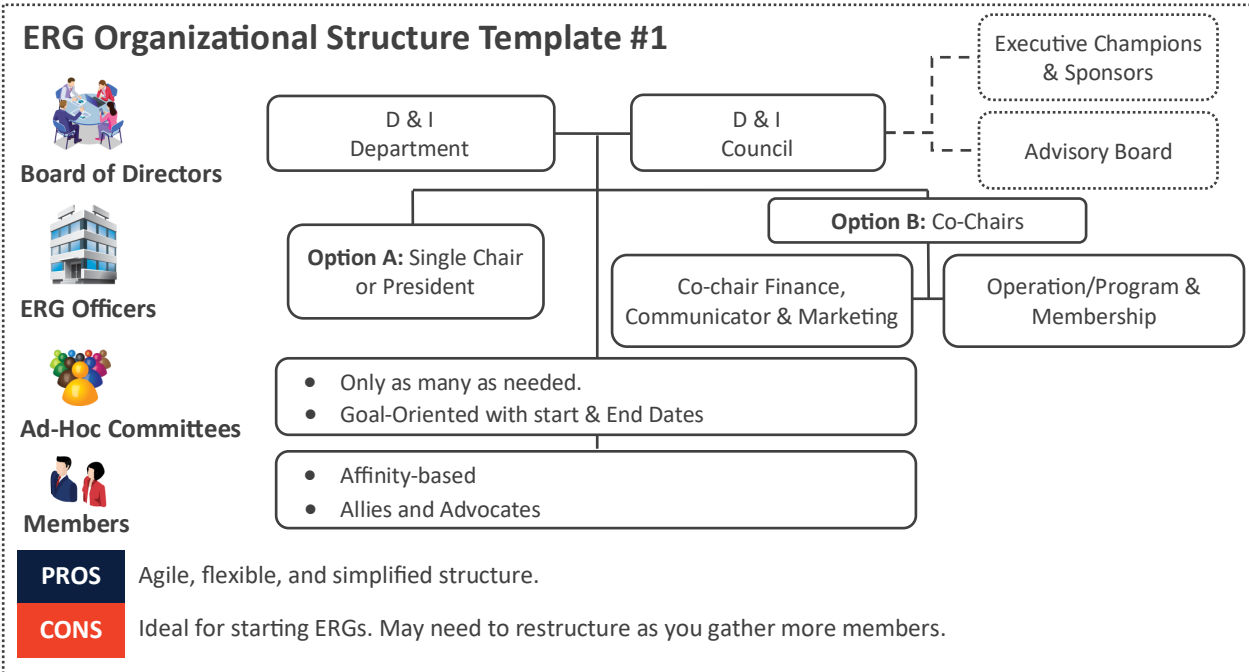 ERG Organizational Structure Template #1
Executive Champions
& Sponsors
D & I
Department
D & I
Council
Advisory Board
Board of Directors
Option A: Single Chair
or President
Option B: Co-Chairs
Co-chair Finance,
Communicator & Marketing
Operation/Program &
Membership
ERG Officers
• Only as many as needed.
• Goal-Oriented with start & End Dates
Ad-Hoc Committees
• Affinity-based
• Allies and Advocates
Members
PROS Agile, flexible, and simplified structure.
CONS Ideal for starting ERGs. May need to restructure as you gather more members.